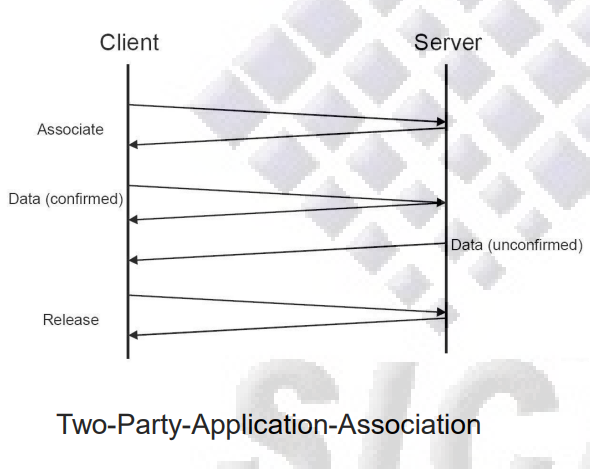 Client
Server
Associate
Data (confirmed)
Data (unconfirmed)
Release
Two-Party-Application-Association